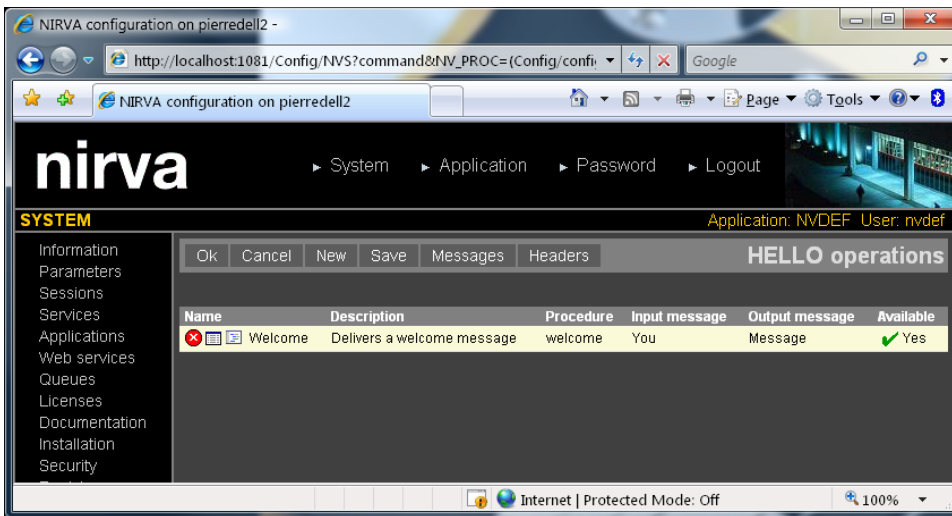 NIRVA configuration on pierredell2 -
http://localhost:1081/Config/NVS?command&NV_PROC=(Config/confi
Google
NIRVA configuration on pierredell2
Page
Tools
nirva
System
Application
Password
Logout
SYSTEM
Application: NVDEF User: nvdef
Information
Parameters
Sessions
Services
Applications
Web services
Queues
Licenses
Documentation
Installation
Security
Ok
Cancel
New
Save
Messages
Headers
HELLO operations
Name Description Procedure Input message Output message Available
Welcome Delivers a welcome message welcome You Message Yes
Internet | Protected Mode: Off
100%